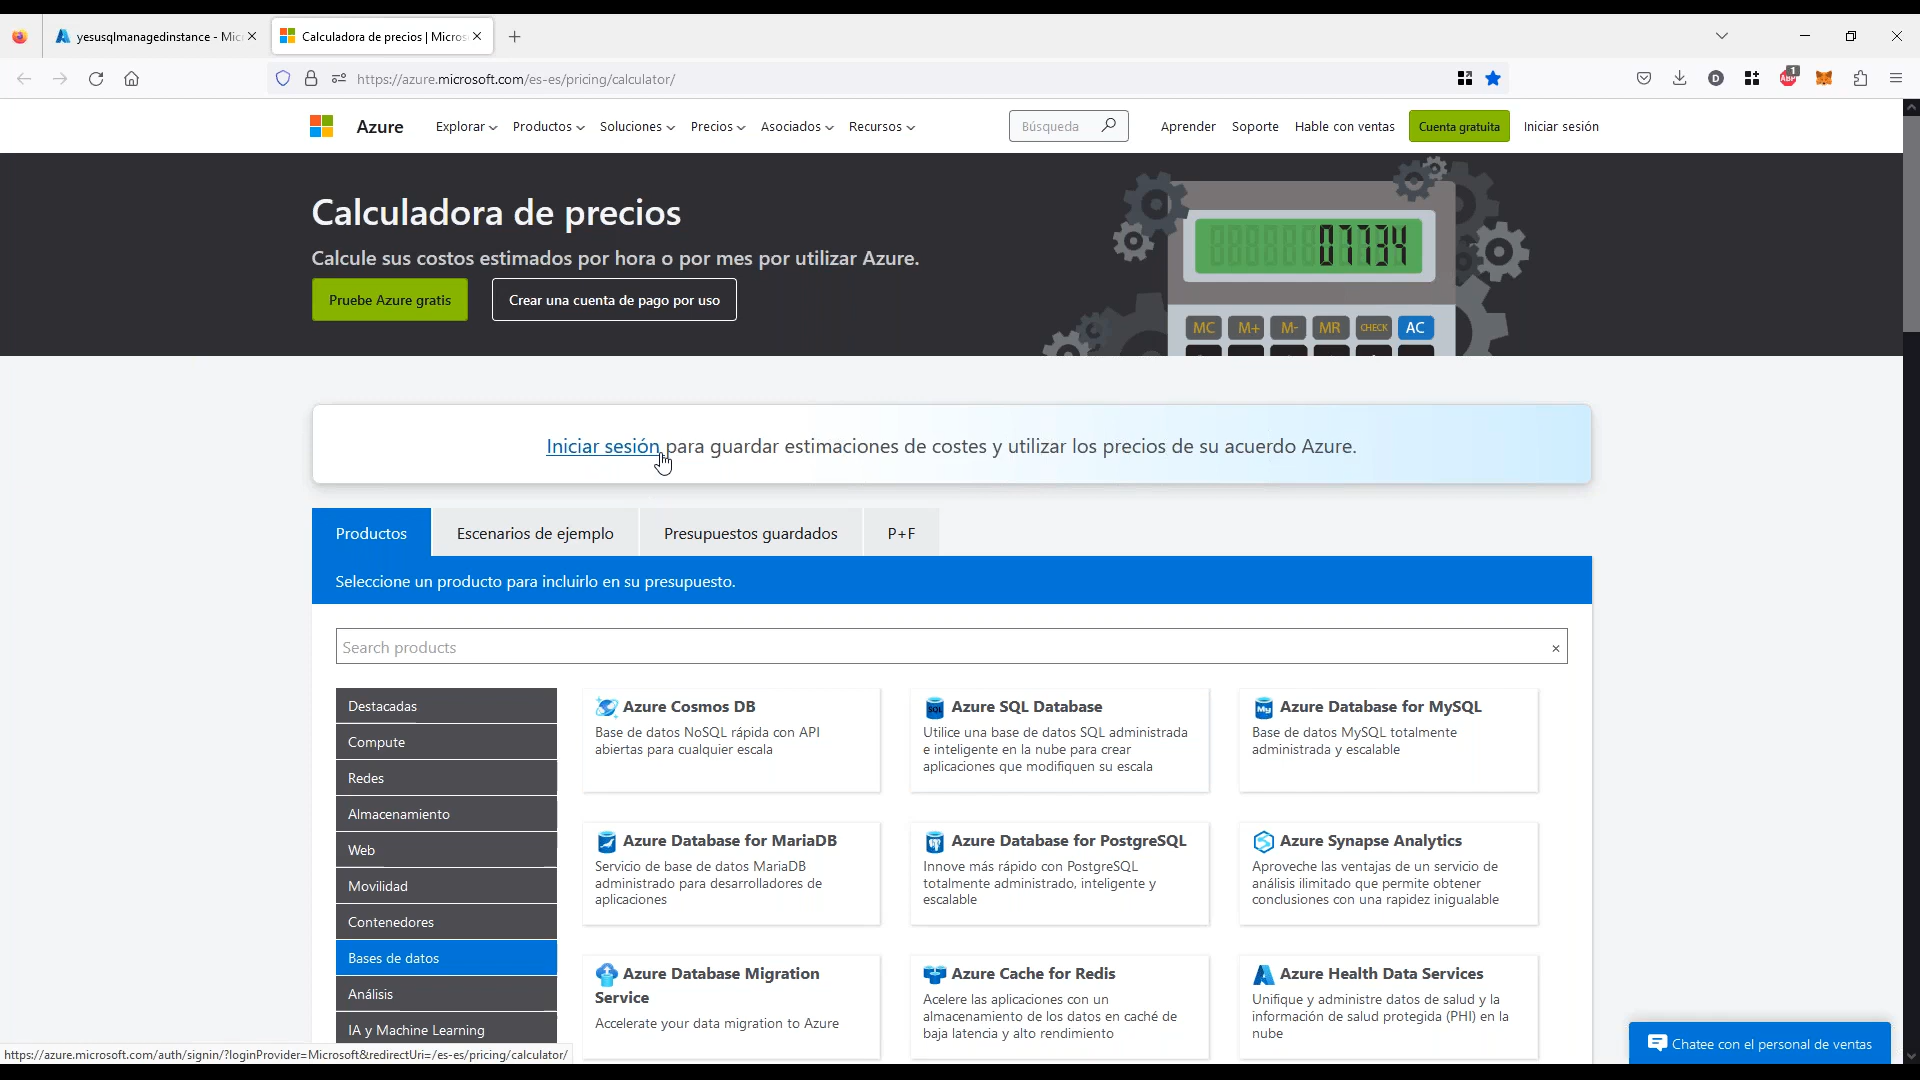 yesusqlmanagedinstance - Mic
Calculadora de precios | Micros
https://azure.microsoft.com/es-es/pricing/calculator/
Azure
Explorar
Productos
Soluciones
Precios
Asociados
Recursos
Búsqueda
Aprender
Soporte
Hable con ventas
Cuenta gratuita
Iniciar sesión
Calculadora de precios
Calcule sus costos estimados por hora o por mes por utilizar Azure.
Pruebe Azure gratis
Crear una cuenta de pago por uso
07734
MC M+ M- MR CHECK AC
Iniciar sesión para guardar estimaciones de costes y utilizar los precios de su acuerdo Azure.
Productos
Escenarios de ejemplo
Presupuestos guardados
P+F
Seleccione un producto para incluirlo en su presupuesto.
Search products
Destacadas
Compute
Redes
Almacenamiento
Web
Movilidad
Contenedores
Bases de datos
Análisis
IA y Machine Learning
Azure Cosmos DB
Base de datos NoSQL rápida con API
abiertas para cualquier escala
Azure SQL Database
Utilice una base de datos SQL administrada
e inteligente en la nube para crear
aplicaciones que modifiquen su escala
Azure Database for MySQL
Base de datos MySQL totalmente
administrada y escalable
Azure Database for MariaDB
Servicio de base de datos MariaDB
administrado para desarrolladores de
aplicaciones
Azure Database for PostgreSQL
Innove más rápido con PostgreSQL
totalmente administrado, inteligente y
escalable
Azure Synapse Analytics
Aproveche las ventajas de un servicio de
análisis ilimitado que permite obtener
conclusiones con una rapidez inigualable
Azure Database Migration
Service
Accelerate your data migration to Azure
Azure Cache for Redis
Acelere las aplicaciones con un
almacenamiento de los datos en caché de
baja latencia y alto rendimiento
Azure Health Data Services
Unifique y administre datos de salud y la
información de salud protegida (PHI) en la
nube
Chatee con el personal de ventas
https://azure.microsoft.com/auth/signin/?loginProvider=Microsoft&redirectUri=/es-es/pricing/calculator/